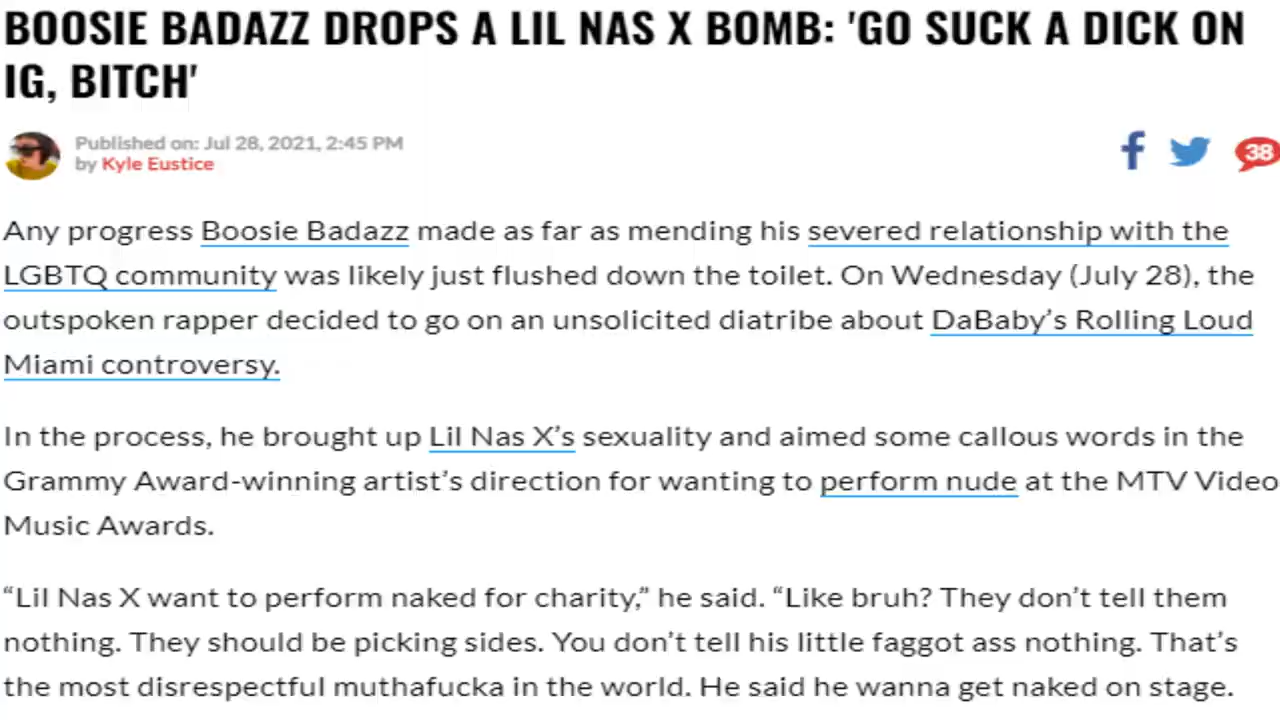 BOOSIE BADAZZ DROPS A LIL NAS X BOMB: 'GO SUCK A DICK ON
IG, BITCH'
Published on: Jul 28, 2021, 2:45 PM
by Kyle Eustice
38
Any progress Boosie Badazz made as far as mending his severed relationship with the
LGBTQ community was likely just flushed down the toilet. On Wednesday (July 28), the
outspoken rapper decided to go on an unsolicited diatribe about DaBaby’s Rolling Loud
Miami controversy.
In the process, he brought up Lil Nas X’s sexuality and aimed some callous words in the
Grammy Award-winning artist’s direction for wanting to perform nude at the MTV Video
Music Awards.
“Lil Nas X want to perform naked for charity,” he said. “Like bruh? They don’t tell them
nothing. They should be picking sides. You don’t tell his little faggot ass nothing. That’s
the most disrespectful muthafucka in the world. He said he wanna get naked on stage.